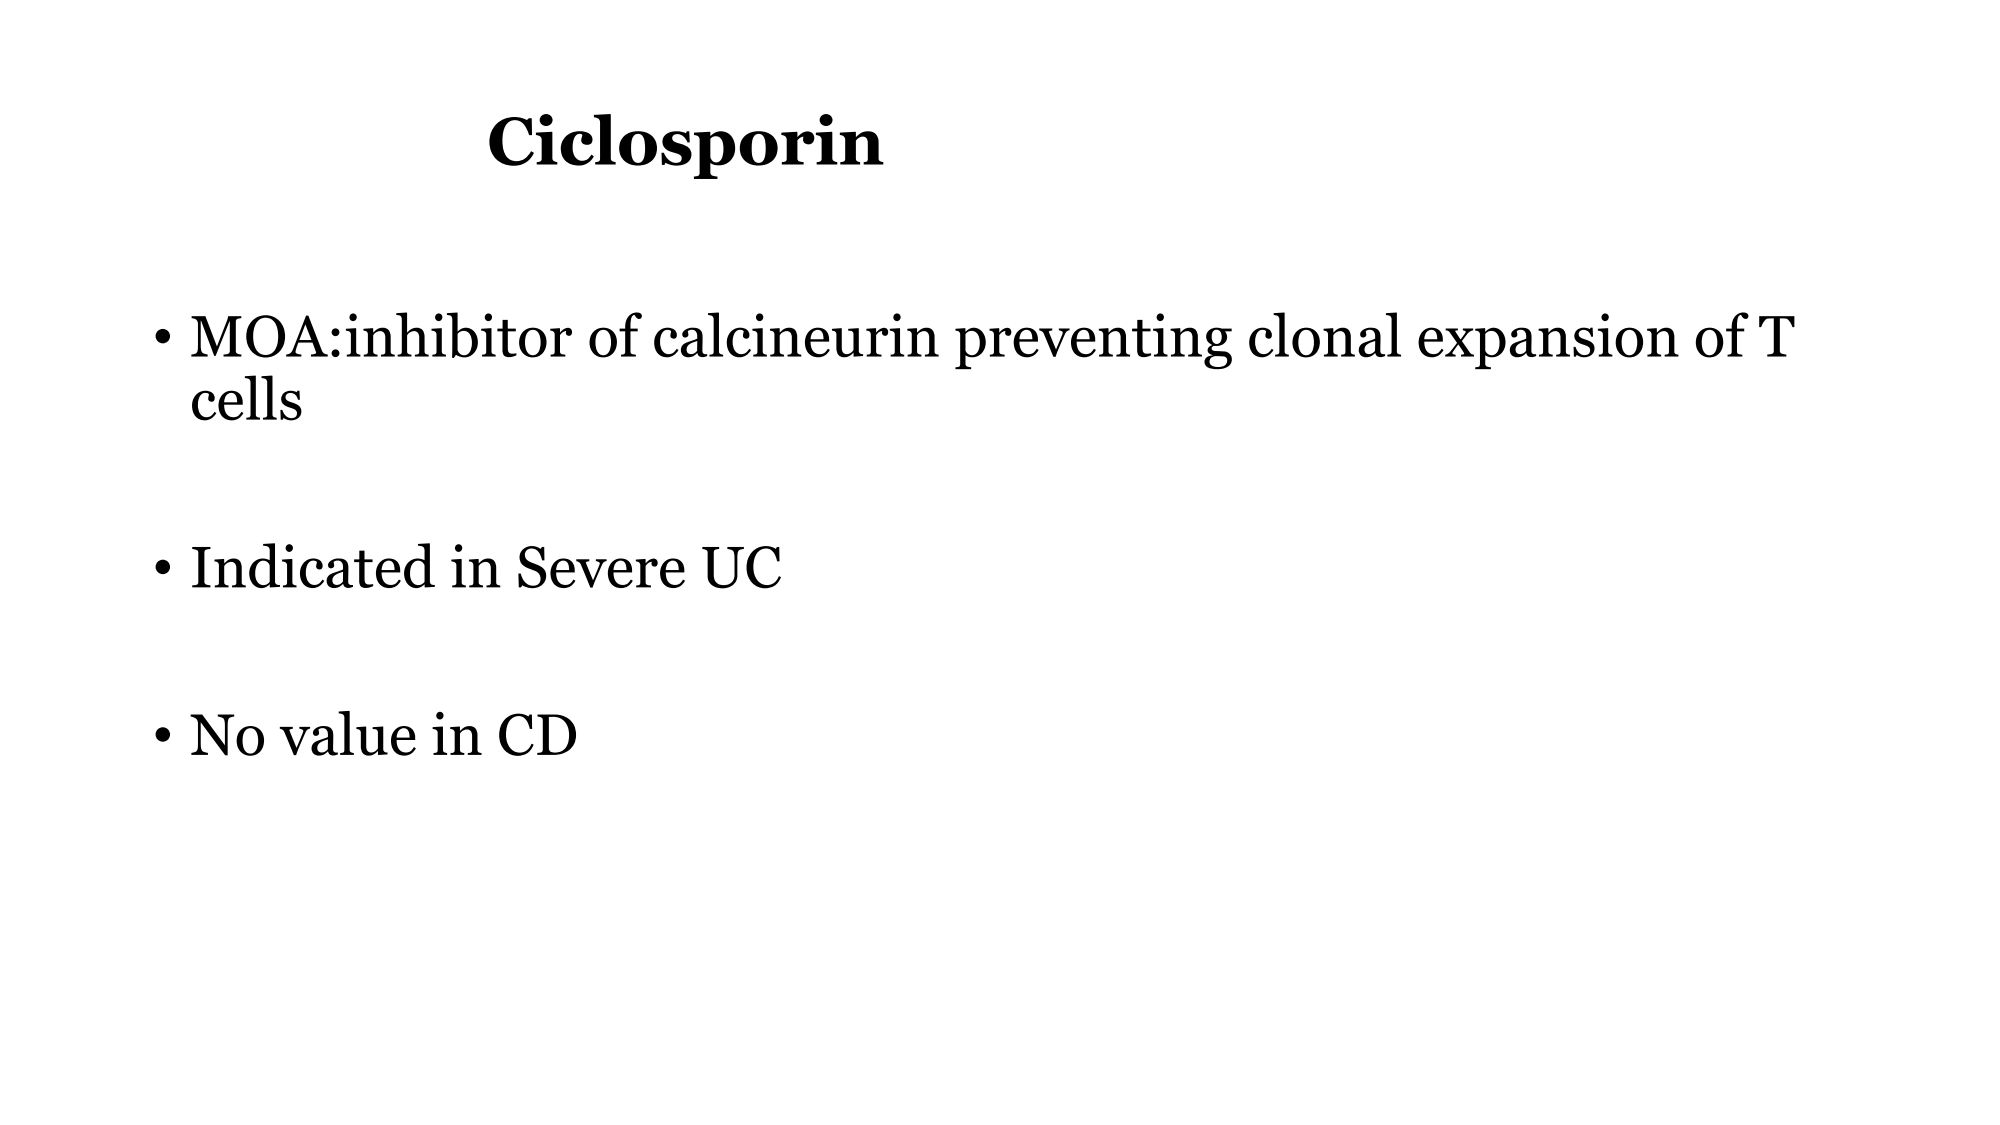 Ciclosporin
• MOA:inhibitor of calcineurin preventing clonal expansion of T
cells
• Indicated in Severe UC
• No value in CD